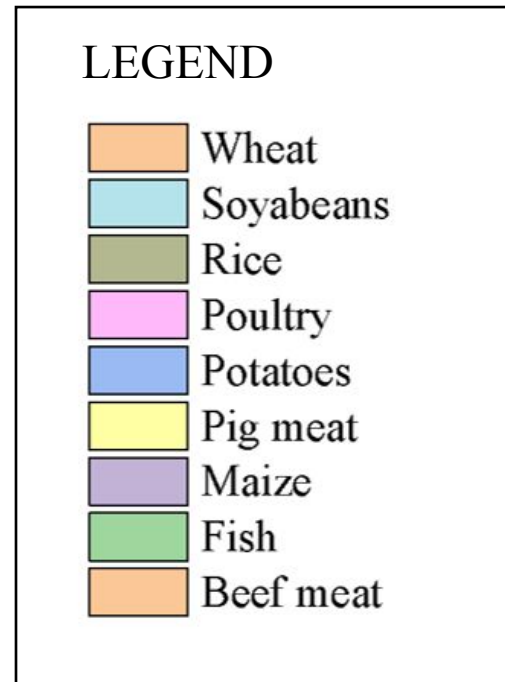 LEGEND
Wheat
Soyabeans
Rice
Poultry
Potatoes
Pig meat
Maize
Fish
Beef meat